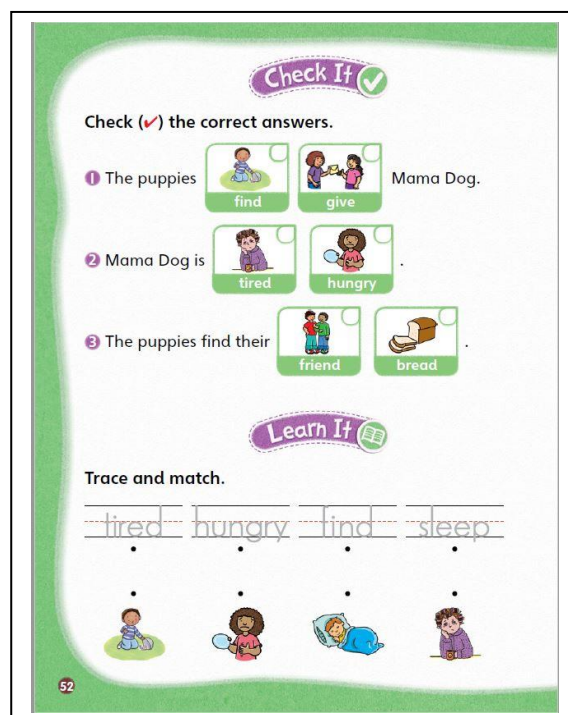 Check It
Check (✔) the correct answers.
1 The puppies find give Mama Dog.
2 Mama Dog is tired hungry .
3 The puppies find their friend bread .
Learn It
Trace and match.
tired hungry find sleep
52